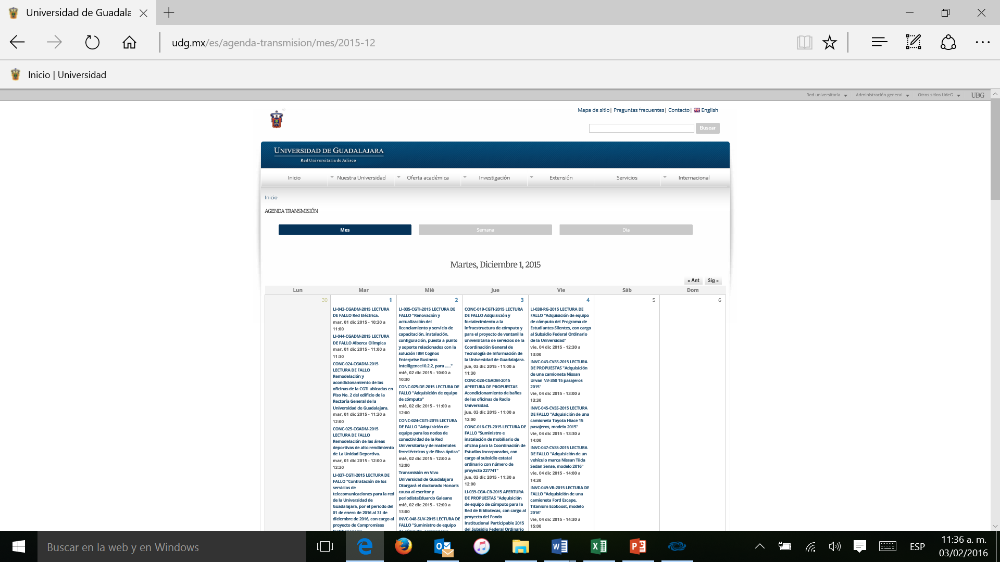 Universidad de Guadala
udg.mx/es/agenda-transmision/mes/2015-12
Inicio | Universidad
Red universitaria
Administración general
Otros sitios UdeG
UDG
Mapa de sitio| Preguntas frecuentes| Contacto| English
Buscar
UNIVERSIDAD DE GUADALAJARA
Red Universitaria de Jalisco
Inicio
Nuestra Universidad
Oferta académica
Investigación
Extensión
Servicios
Internacional
Inicio
AGENDA TRANSMISIÓN
Mes
Semana
Día
Martes, Diciembre 1, 2015
« Ant
Sig »
Lun
Mar
Mié
Jue
Vie
Sáb
Dom
30
1
LI-043-CGADM-2015 LECTURA
DE FALLO Red Eléctrica.
mar, 01 dic 2015 - 10:30 a
11:00
LI-044-CGADM-2015 LECTURA
DE FALLO Alberca Olímpica
mar, 01 dic 2015 - 11:00 a
11:30
CONC-024-CGADM-2015
LECTURA DE FALLO
Remodelación y
acondicionamiento de las
oficinas de la CGTI ubicadas en
Piso No. 2 del edificio de la
Rectoría General de la
Universidad de Guadalajara.
mar, 01 dic 2015 - 11:30 a
12:00
CONC-025-CGADM-2015
LECTURA DE FALLO
Remodelación de las áreas
deportivas de alto rendimiento
de La Unidad Deportiva.
mar, 01 dic 2015 - 12:00 a
12:30
LI-037-CGTI-2015 LECTURA DE
FALLO "Contratación de los
servicios de
telecomunicaciones para la red
de la Universidad de
Guadalajara, por el periodo del
01 de enero de 2016 al 31 de
diciembre de 2016, con cargo al
proyecto de Compromisos
2
LI-035-CGTI-2015 LECTURA DE
FALLO "Renovación y
actualización del
licenciamiento y servicio de
capacitación, instalación,
configuración, puesta a punto
y soporte relacionados con la
solución IBM Cognos
Enterprise Business
Intelligence10.2.2, para ....."
mié, 02 dic 2015 - 10:00 a
10:30
CONC-025-DF-2015 LECTURA DE
FALLO "Adquisición de equipo
de cómputo"
mié, 02 dic 2015 - 11:00 a
12:00
CONC-024-CGTI-2015 LECTURA
DE FALLO "Adquisición de
equipo para los nodos de
conectividad de la Red
Universitaria y de materiales
ferreléctricos y de fibra óptica"
mié, 02 dic 2015 - 12:00 a
13:00
Transmisión en Vivo
Universidad de Guadalajara
Otorgará el doctorado Honoris
causa al escritor y
periodistaEduardo Galeano
mié, 02 dic 2015 - 12:00 a
13:00
INVC-048-SUV-2015 LECTURA DE
FALLO "Suministro de equipo
3
CONC-019-CGTI-2015 LECTURA
DE FALLO Adquisición y
fortalecimiento a la
infraestructura de cómputo y
para el proyecto de ventanilla
universitaria de servicios de la
Coordinación General de
Tecnología de Información de
la Universidad de Guadalajara.
jue, 03 dic 2015 - 11:00 a
11:30
CONC-028-CGADM-2015
APERTURA DE PROPUESTAS
Acondicionamiento de baños
de las oficinas de Radio
Universidad.
jue, 03 dic 2015 - 11:00 a
12:00
CONC-016-CEI-2015 LECTURA DE
FALLO "Suministro e
instalación de mobiliario de
oficina para la Coordinación de
Estudios Incorporados, con
cargo al subsidio estatal
ordinario con número de
proyecto 227741"
jue, 03 dic 2015 - 11:30 a
12:00
LI-039-CGA-CB-2015 APERTURA
DE PROPUESTAS "Adquisición
de equipo de cómputo para la
Red de Bibliotecas, con cargo al
proyecto del Fondo
Institucional Participable 2015
del Subsidio Federal Ordinario
4
LI-038-RG-2015 LECTURA DE
FALLO "Adquisición de equipo
de cómputo del Programa de
Estudiantes Silentes, con cargo
al Subsidio Federal Ordinario
de la Universidad"
vie, 04 dic 2015 - 12:30 a
13:00
INVC-043-CVSS-2015 LECTURA
DE PROPUESTAS "Adquisición
de una camioneta Nissan
Urvan NV-350 15 pasajeros
2015"
vie, 04 dic 2015 - 13:00 a
13:30
INVC-045-CVSS-2015 LECTURA
DE FALLO "Adquisición de una
camioneta Toyota Hiace 15
pasajeros, modelo 2015"
vie, 04 dic 2015 - 13:30 a
14:00
INVC-047-CVSS-2015 LECTURA
DE FALLO "Adquisición de un
vehículo marca Nissan Tiida
Sedan Sense, modelo 2016"
vie, 04 dic 2015 - 14:00 a
14:30
INVC-049-VR-2015 LECTURA DE
FALLO "Adquisición de una
camioneta Ford Escape,
Titanium Ecoboost, modelo
2016"
vie, 04 dic 2015 - 14:30 a
15:00
5
6
Buscar en la web y en Windows
ESP
11:36 a. m.
03/02/2016